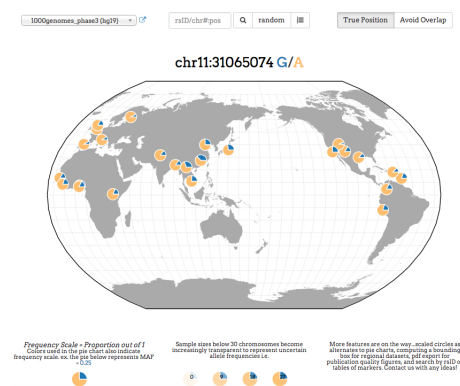 1000genomes_phase3 (hg19)
rsID/chr#:pos
random
True Position
Avoid Overlap
chr11:31065074 G/A
Frequency Scale = Proportion out of 1
Colors used in the pie chart also indicate
frequency scale. ex. the pie below represents MAF
= 0.25
Sample sizes below 30 chromosomes become
increasingly transparent to represent uncertain
allele frequencies i.e.
0
9
18
27
More features are on the way...scaled circles as
alternates to pie charts, computing a bounding
box for regional datasets, pdf export for
publication quality figures, and search by rsID o
tables of markers. Contact us with any ideas!